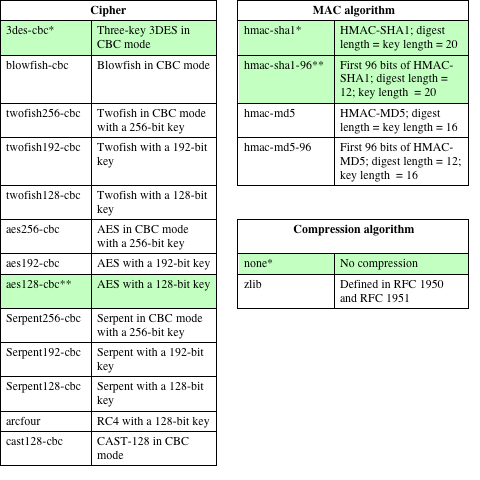 Cipher
3des-cbc* Three-key 3DES in
CBC mode
blowfish-cbc Blowfish in CBC mode
twofish256-cbc Twofish in CBC mode
with a 256-bit key
twofish192-cbc Twofish with a 192-bit
key
twofish128-cbc Twofish with a 128-bit
key
aes256-cbc AES in CBC mode
with a 256-bit key
aes192-cbc AES with a 192-bit key
aes128-cbc** AES with a 128-bit key
Serpent256-cbc Serpent in CBC mode
with a 256-bit key
Serpent192-cbc Serpent with a 192-bit
key
Serpent128-cbc Serpent with a 128-bit
key
arcfour RC4 with a 128-bit key
cast128-cbc CAST-128 in CBC
mode
MAC algorithm
hmac-sha1* HMAC-SHA1; digest
length = key length = 20
hmac-sha1-96** First 96 bits of HMAC-
SHA1; digest length =
12; key length = 20
hmac-md5 HMAC-MD5; digest
length = key length = 16
hmac-md5-96 First 96 bits of HMAC-
MD5; digest length = 12;
key length = 16
Compression algorithm
none* No compression
zlib Defined in RFC 1950
and RFC 1951